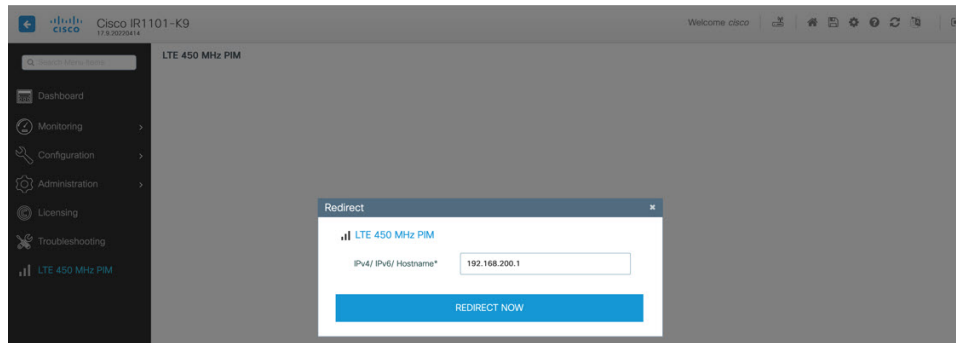 CISCO
Cisco IR1101-K9
17.9.20220414
Welcome cisco
Search Menu Items
LTE 450 MHz PIM
Dashboard
Monitoring
Configuration
Administration
Licensing
Troubleshooting
LTE 450 MHz PIM
Redirect
LTE 450 MHz PIM
IPv4/ IPv6/ Hostname*
192.168.200.1
REDIRECT NOW